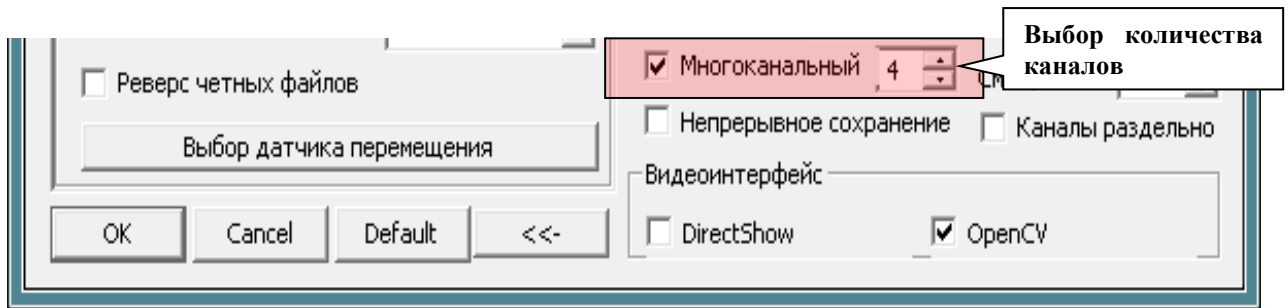 Выбор количества
каналов
Многоканальный 4
Реверс четных файлов
Непрерывное сохранение Каналы раздельно
Выбор датчика перемещения
Видеоинтерфейс
OK Cancel Default <<-
DirectShow OpenCV